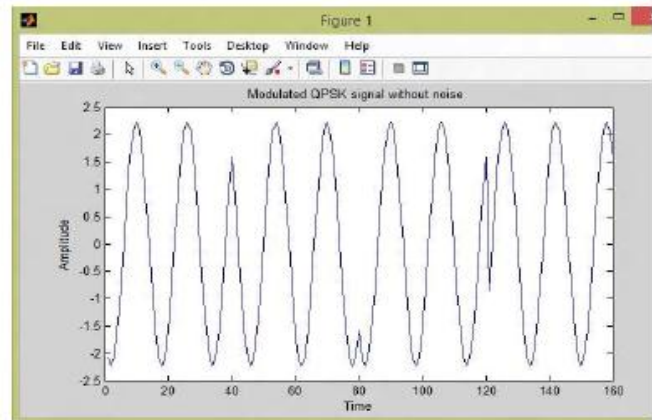 Figure 1
File Edit View Insert Tools Desktop Window Help
Modulated QPSK signal without noise
Amplitude
2.5
2
1.5
1
0.5
0
-0.5
-1
-1.5
-2
-2.5
0 20 40 60 80 100 120 140 160
Time